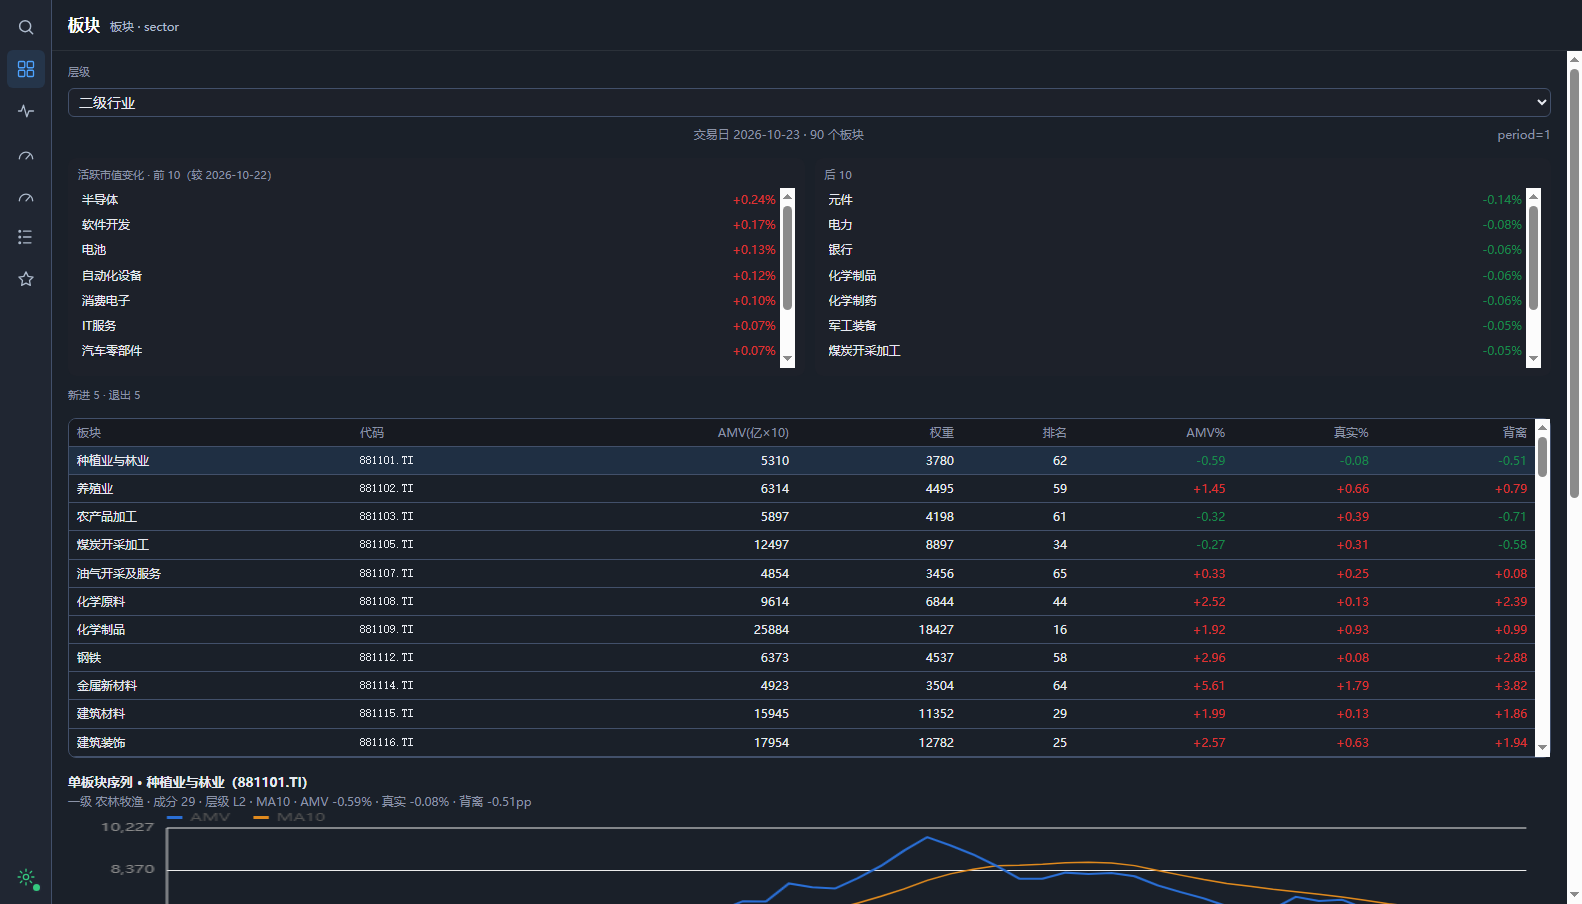 板块 板块 · sector
层级
二级行业
交易日 2026-10-23 · 90 个板块 period=1
活跃市值变化 · 前 10（较 2026-10-22）
半导体 +0.24%
软件开发 +0.17%
电池 +0.13%
自动化设备 +0.12%
消费电子 +0.10%
IT服务 +0.07%
汽车零部件 +0.07%
后 10
元件 -0.14%
电力 -0.08%
银行 -0.06%
化学制品 -0.06%
化学制药 -0.06%
军工装备 -0.05%
煤炭开采加工 -0.05%
新进 5 · 退出 5
板块 代码 AMV(亿×10) 权重 排名 AMV% 真实% 背离
种植业与林业 881101.TI 5310 3780 62 -0.59 -0.08 -0.51
养殖业 881102.TI 6314 4495 59 +1.45 +0.66 +0.79
农产品加工 881103.TI 5897 4198 61 -0.32 +0.39 -0.71
煤炭开采加工 881105.TI 12497 8897 34 -0.27 +0.31 -0.58
油气开采及服务 881107.TI 4854 3456 65 +0.33 +0.25 +0.08
化学原料 881108.TI 9614 6844 44 +2.52 +0.13 +2.39
化学制品 881109.TI 25884 18427 16 +1.92 +0.93 +0.99
钢铁 881112.TI 6373 4537 58 +2.96 +0.08 +2.88
金属新材料 881114.TI 4923 3504 64 +5.61 +1.79 +3.82
建筑材料 881115.TI 15945 11352 29 +1.99 +0.13 +1.86
建筑装饰 881116.TI 17954 12782 25 +2.57 +0.63 +1.94
单板块序列 • 种植业与林业（881101.TI）
一级 农林牧渔 · 成分 29 · 层级 L2 · MA10 · AMV -0.59% · 真实 -0.08% · 背离 -0.51pp
AMV MA10
10,227
8,370